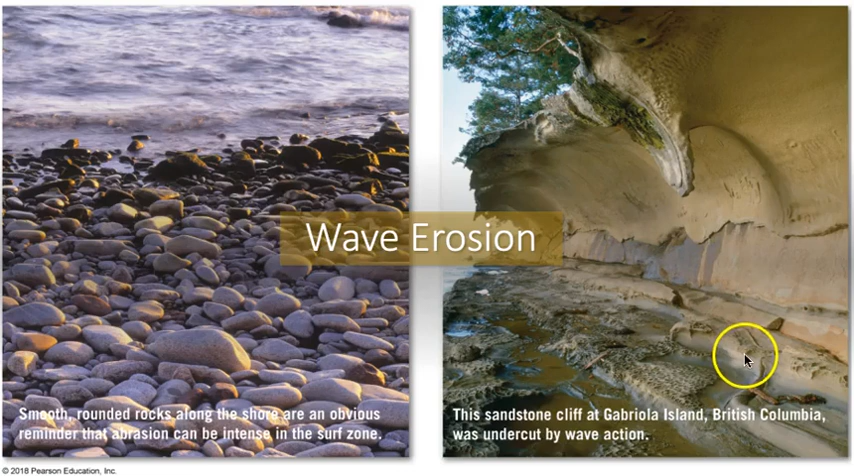 Wave Erosion
Smooth, rounded rocks along the shore are an obvious
reminder that abrasion can be intense in the surf zone.
This sandstone cliff at Gabriola Island, British Columbia,
was undercut by wave action.
© 2018 Pearson Education, Inc.